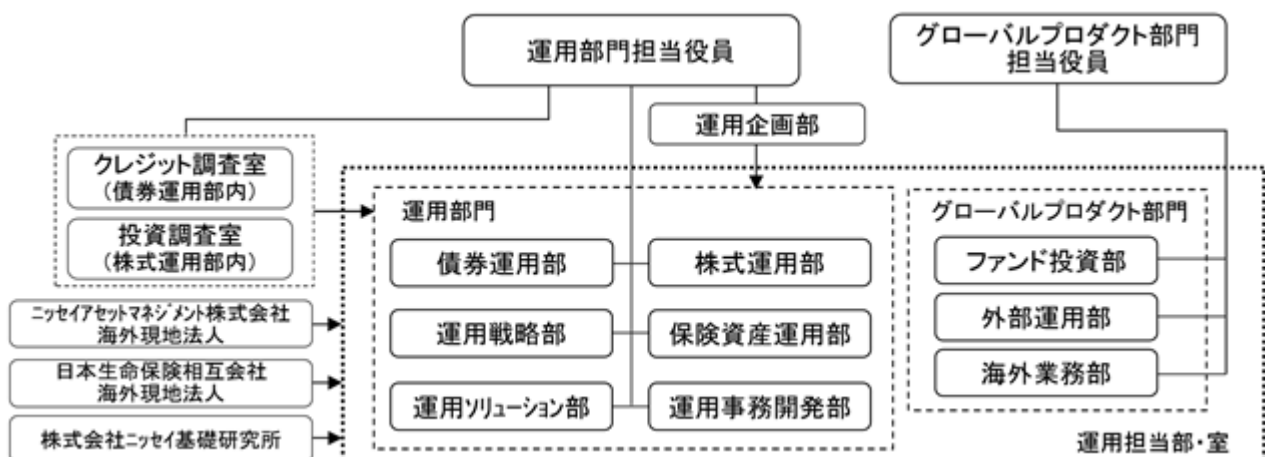 運用部門担当役員
グローバルプロダクト部門
担当役員
運用企画部
クレジット調査室
(債券運用部内)
投資調査室
(株式運用部内)
ニッセイアセットマネジメント株式会社
海外現地法人
日本生命保険相互会社
海外現地法人
株式会社ニッセイ基礎研究所
運用部門
債券運用部
株式運用部
運用戦略部
保険資産運用部
運用ソリューション部
運用事務開発部
グローバルプロダクト部門
ファンド投資部
外部運用部
海外業務部
運用担当部・室